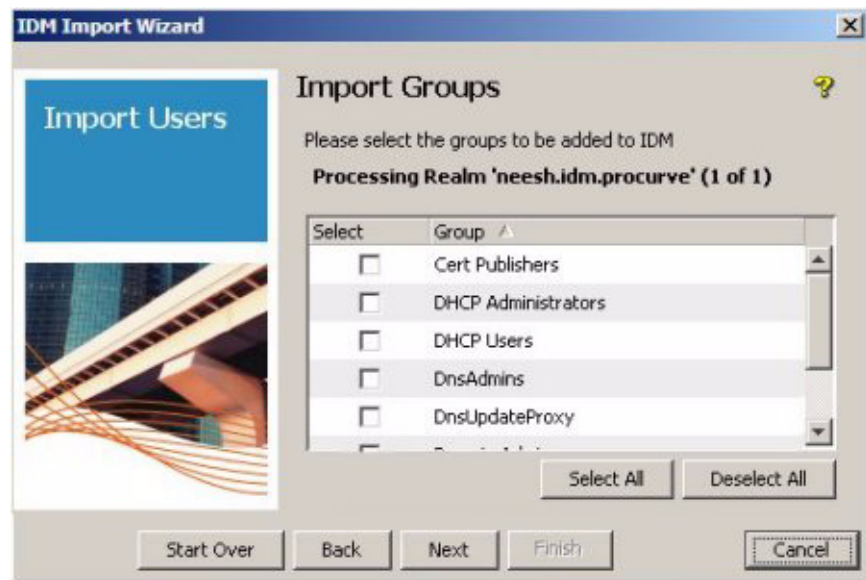 IDM Import Wizard
Import Users
Import Groups
Please select the groups to be added to IDM
Processing Realm 'neesh.idm.procurve' (1 of 1)
Select Group
Cert Publishers
DHCP Administrators
DHCP Users
DnsAdmins
DnsUpdateProxy
Select All Deselect All
Start Over Back Next Finish Cancel